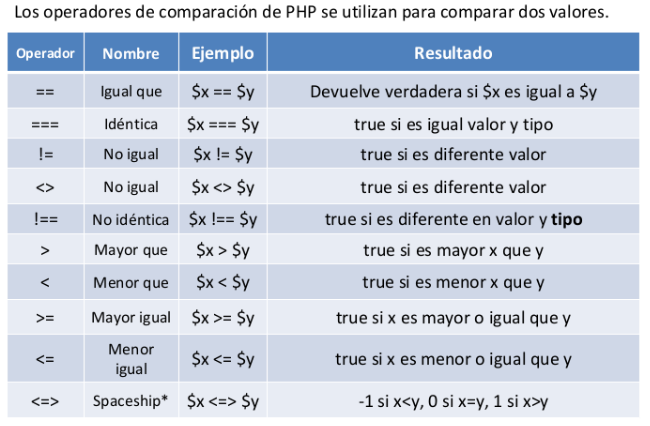 Los operadores de comparación de PHP se utilizan para comparar dos valores.
Operador Nombre Ejemplo Resultado
== Igual que $x == $y Devuelve verdadera si $x es igual a $y
=== Idéntica $x === $y true si es igual valor y tipo
!= No igual $x != $y true si es diferente valor
<> No igual $x <> $y true si es diferente valor
!== No idéntica $x !== $y true si es diferente en valor y tipo
> Mayor que $x > $y true si es mayor x que y
< Menor que $x < $y true si es menor x que y
>= Mayor igual $x >= $y true si x es mayor o igual que y
<= Menor igual $x <= $y true si x es menor o igual que y
<=> Spaceship* $x <=> $y -1 si x<y, 0 si x=y, 1 si x>y